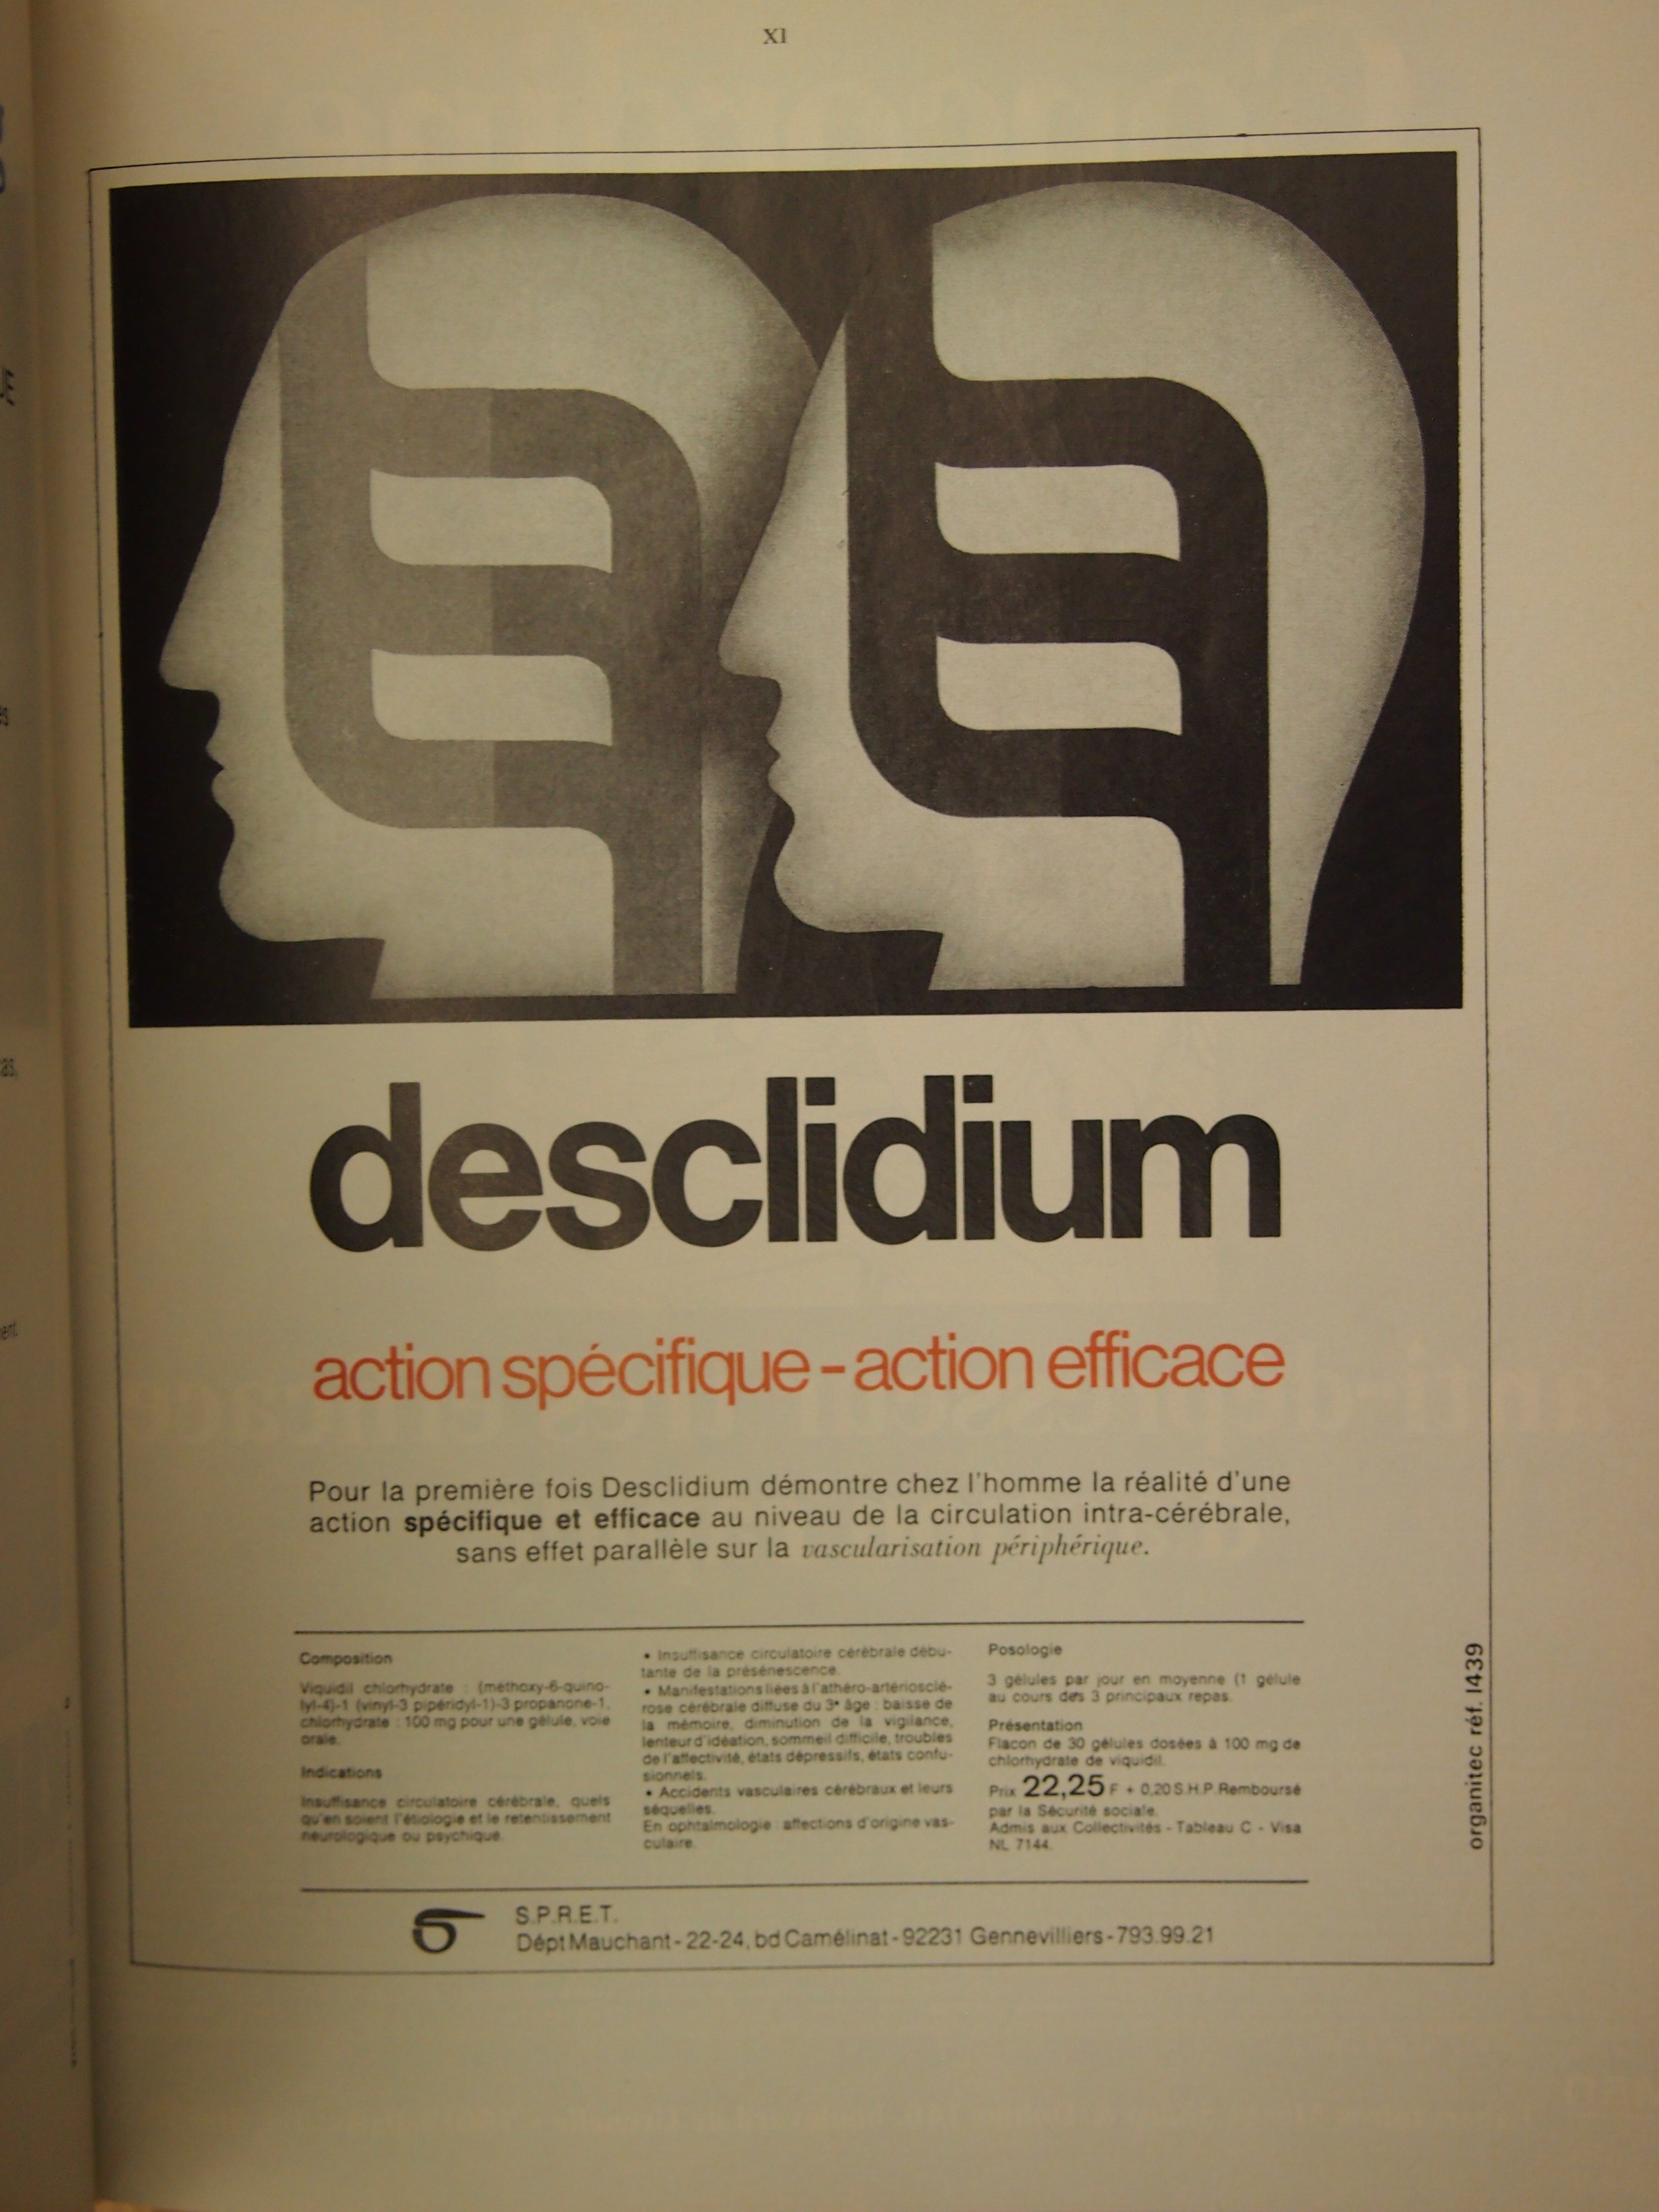 XI
desclidium
action spécifique - action efficace
Pour la première fois Desclidium démontre chez l'homme la réalité d'une
action spécifique et efficace au niveau de la circulation intra-cérébrale,
sans effet parallèle sur la vascularisation périphérique.
Composition
Viquidil chlorhydrate : (méthoxy-6-quino-
lyl-4)-1 (vinyl-3 pipéridyl-1)-3 propanone-1,
chlorhydrate : 100 mg pour une gélule, voie
orale.
Indications
Insuffisance circulatoire cérébrale, quels
qu'en soient l'étiologie et le retentissement
neurologique ou psychique.
• Insuffisance circulatoire cérébrale débu-
tante de la présénescence.
• Manifestations liées à l'athéro-artérioscle-
rose cérébrale diffuse du 3e âge : baisse de
la mémoire, diminution de la vigilance,
lenteur d'idéation, sommeil difficile, troubles
de l'affectivité, états dépressifs, états confu-
sionnels.
• Accidents vasculaires cérébraux et leurs
séquelles.
En ophtalmologie : affections d'origine vas-
culaire.
Posologie
3 gélules par jour en moyenne (1 gélule
au cours des 3 principaux repas.
Présentation
Flacon de 30 gélules dosées à 100 mg de
chlorhydrate de viquidil.
Prix 22,25 F + 0,20 S.H.P. Remboursé
par la Sécurité sociale.
Admis aux Collectivités - Tableau C - Visa
NL 7144.
organitec réf. 1439
S.P.R.E.T.
Dépt Mauchant - 22-24, bd Camélinat - 92231 Gennevilliers - 793.99.21